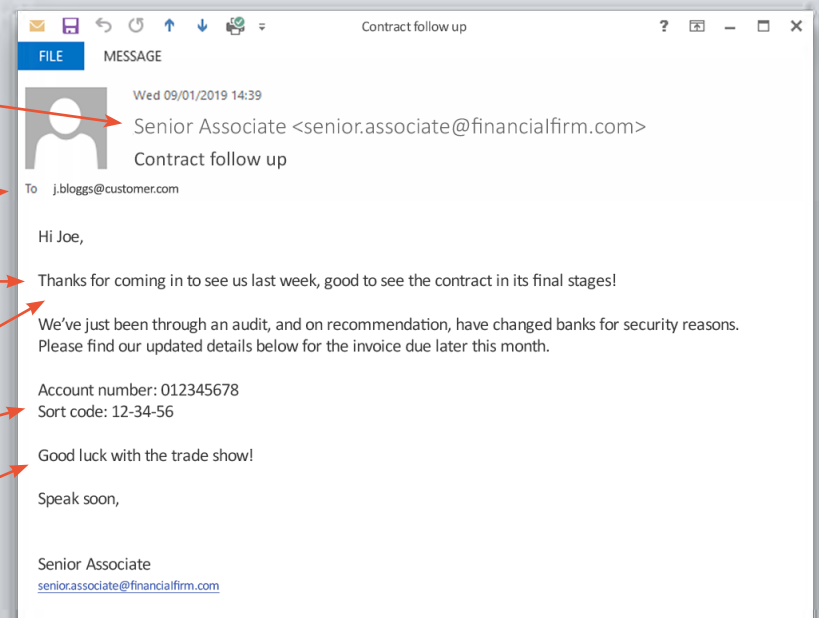 Contract follow up
?
FILE MESSAGE
Wed 09/01/2019 14:39
Senior Associate <senior.associate@financialfirm.com>
Contract follow up
To j.bloggs@customer.com
Hi Joe,
Thanks for coming in to see us last week, good to see the contract in its final stages!
We've just been through an audit, and on recommendation, have changed banks for security reasons.
Please find our updated details below for the invoice due later this month.
Account number: 012345678
Sort code: 12-34-56
Good luck with the trade show!
Speak soon,
Senior Associate
senior.associate@financialfirm.com